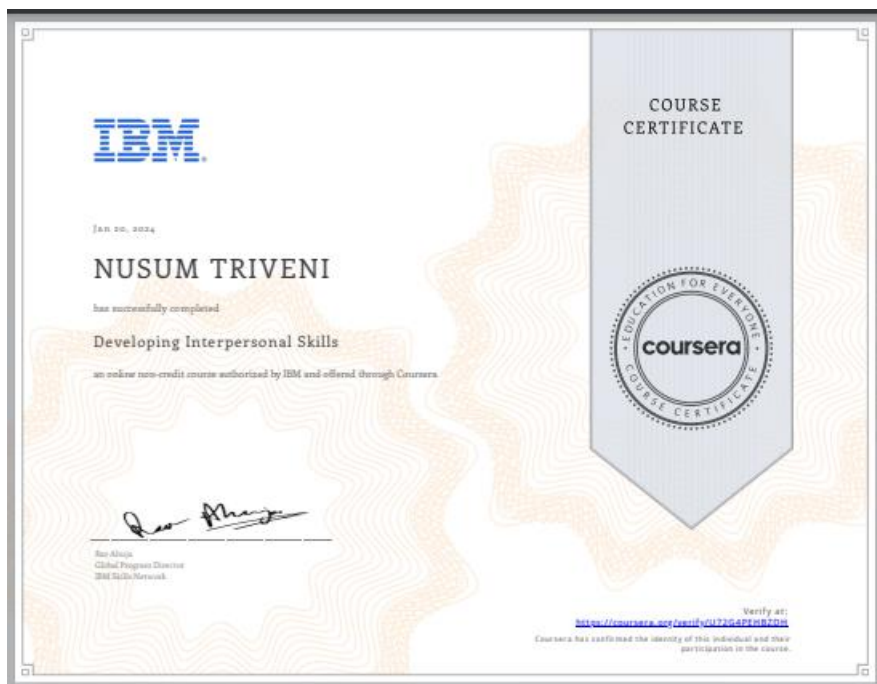 IBM
Jan 20, 2024
NUSUM TRIVENI
has successfully completed
Developing Interpersonal Skills
an online non-credit course authorized by IBM and offered through Coursera
Rav Ahuja
Global Program Director
IBM Skills Network
COURSE
CERTIFICATE
EDUCATION FOR EVERYONE
coursera
COURSE CERTIFICATE
Verify at:
https://coursera.org/verify/U72G4PEHBZDH
Coursera has confirmed the identity of this individual and their
participation in the course.